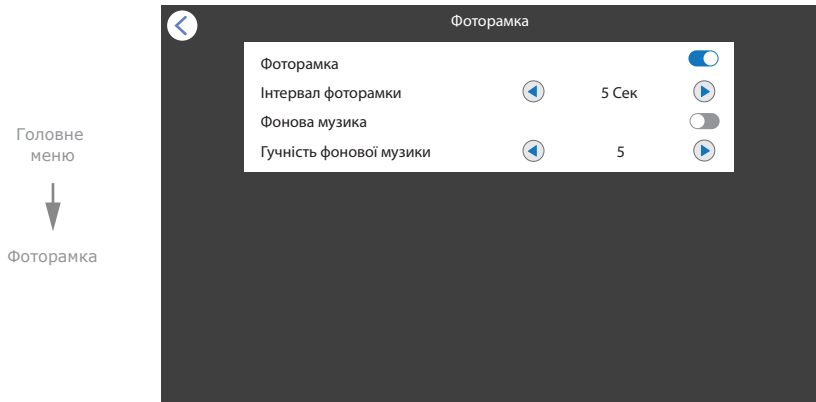 Фоторамка
Фоторамка
Інтервал фоторамки 5 Сек
Фонова музика
Гучність фонової музики 5
Головне
меню
Фоторамка